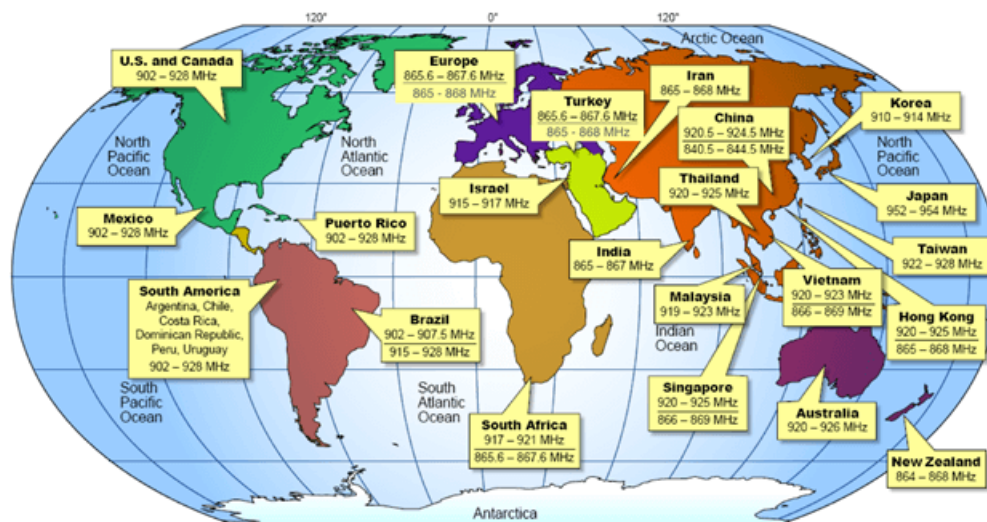 120°
0°
120°
Arctic Ocean
U.S. and Canada
902 – 928 MHz
Europe
865.6 – 867.6 MHz
865 - 868 MHz
Iran
865 – 868 MHz
Turkey
865.6 – 867.6 MHz
865 - 868 MHz
China
920.5 – 924.5 MHz
840.5 – 844.5 MHz
Korea
910 – 914 MHz
North
Pacific
Ocean
North
Atlantic
Ocean
North
Pacific
Ocean
Thailand
920 – 925 MHz
Israel
915 – 917 MHz
Japan
952 – 954 MHz
Mexico
902 – 928 MHz
Puerto Rico
902 – 928 MHz
India
865 – 867 MHz
Taiwan
922 – 928 MHz
South America
Argentina, Chile,
Costa Rica,
Dominican Republic,
Peru, Uruguay
902 – 928 MHz
Brazil
902 – 907.5 MHz
915 – 928 MHz
Malaysia
919 – 923 MHz
Vietnam
920 – 923 MHz
866 – 869 MHz
Hong Kong
920 – 925 MHz
865 – 868 MHz
Indian
Ocean
South
Pacific
Ocean
South
Atlantic
Ocean
Singapore
920 – 925 MHz
866 – 869 MHz
South Africa
917 – 921 MHz
865.6 – 867.6 MHz
Australia
920 – 926 MHz
New Zealand
864 – 868 MHz
Antarctica